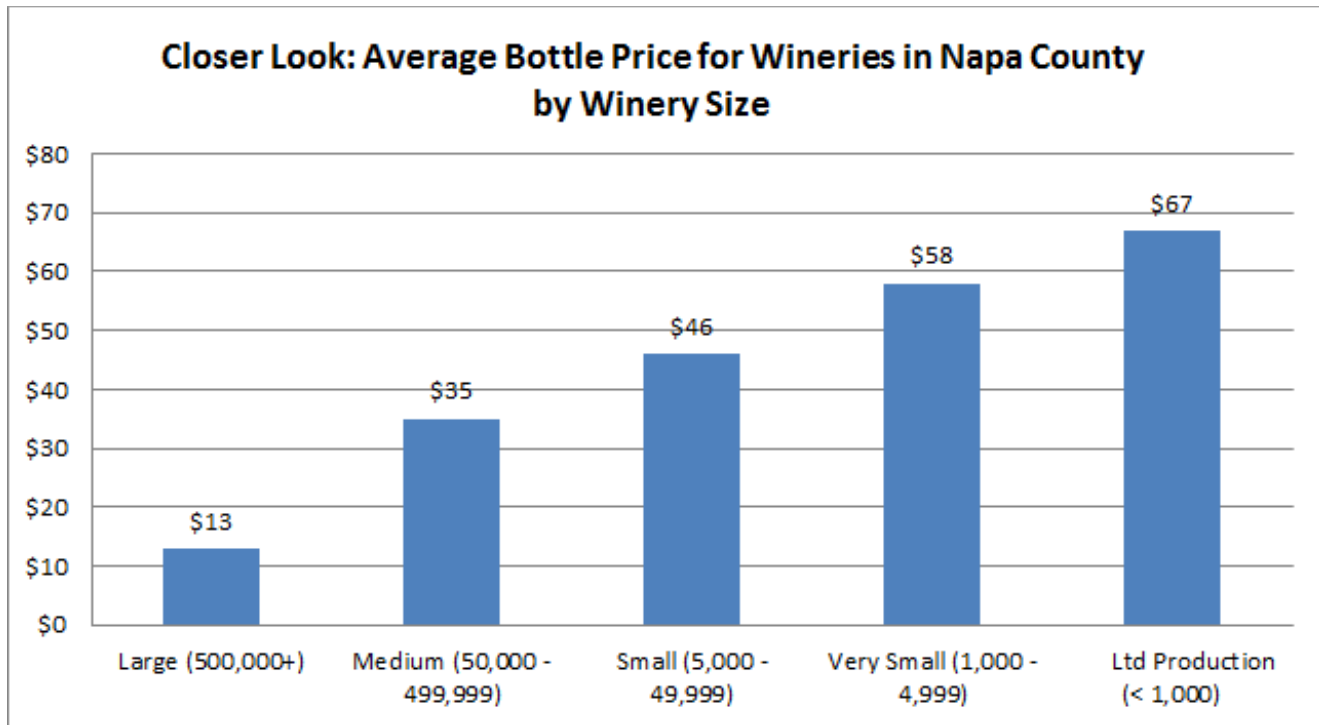 Closer Look: Average Bottle Price for Wineries in Napa County
by Winery Size
$80
$70
$60
$50
$40
$30
$20
$10
$0
$13
$35
$46
$58
$67
Large (500,000+)
Medium (50,000 -
499,999)
Small (5,000 -
49,999)
Very Small (1,000 -
4,999)
Ltd Production
(< 1,000)